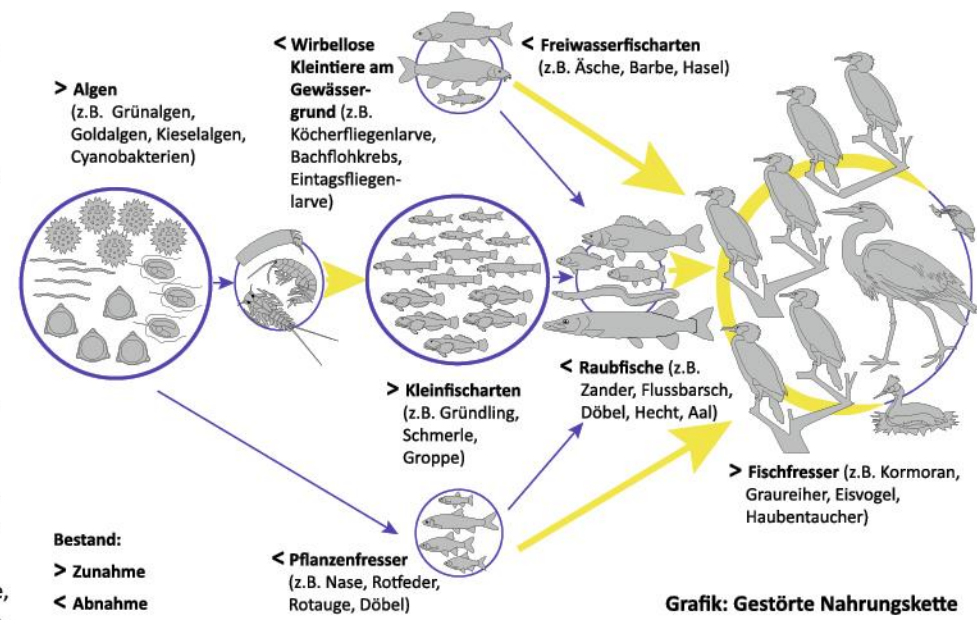 > Algen
(z.B. Grünalgen,
Goldalgen, Kieselalgen,
Cyanobakterien)
< Wirbellose
Kleintiere am
Gewässer-
grund (z.B.
Köcherfliegenlarve,
Bachflohkrebs,
Eintagsfliegen-
larve)
< Freiwasserfischarten
(z.B. Äsche, Barbe, Hasel)
> Kleinfischarten
(z.B. Gründling,
Schmerle,
Groppe)
< Raubfische (z.B.
Zander, Flussbarsch,
Döbel, Hecht, Aal)
> Fischfresser (z.B. Kormoran,
Graureiher, Eisvogel,
Haubentaucher)
< Pflanzenfresser
(z.B. Nase, Rotfeder,
Rotauge, Döbel)
Bestand:
> Zunahme
< Abnahme
Grafik: Gestörte Nahrungskette